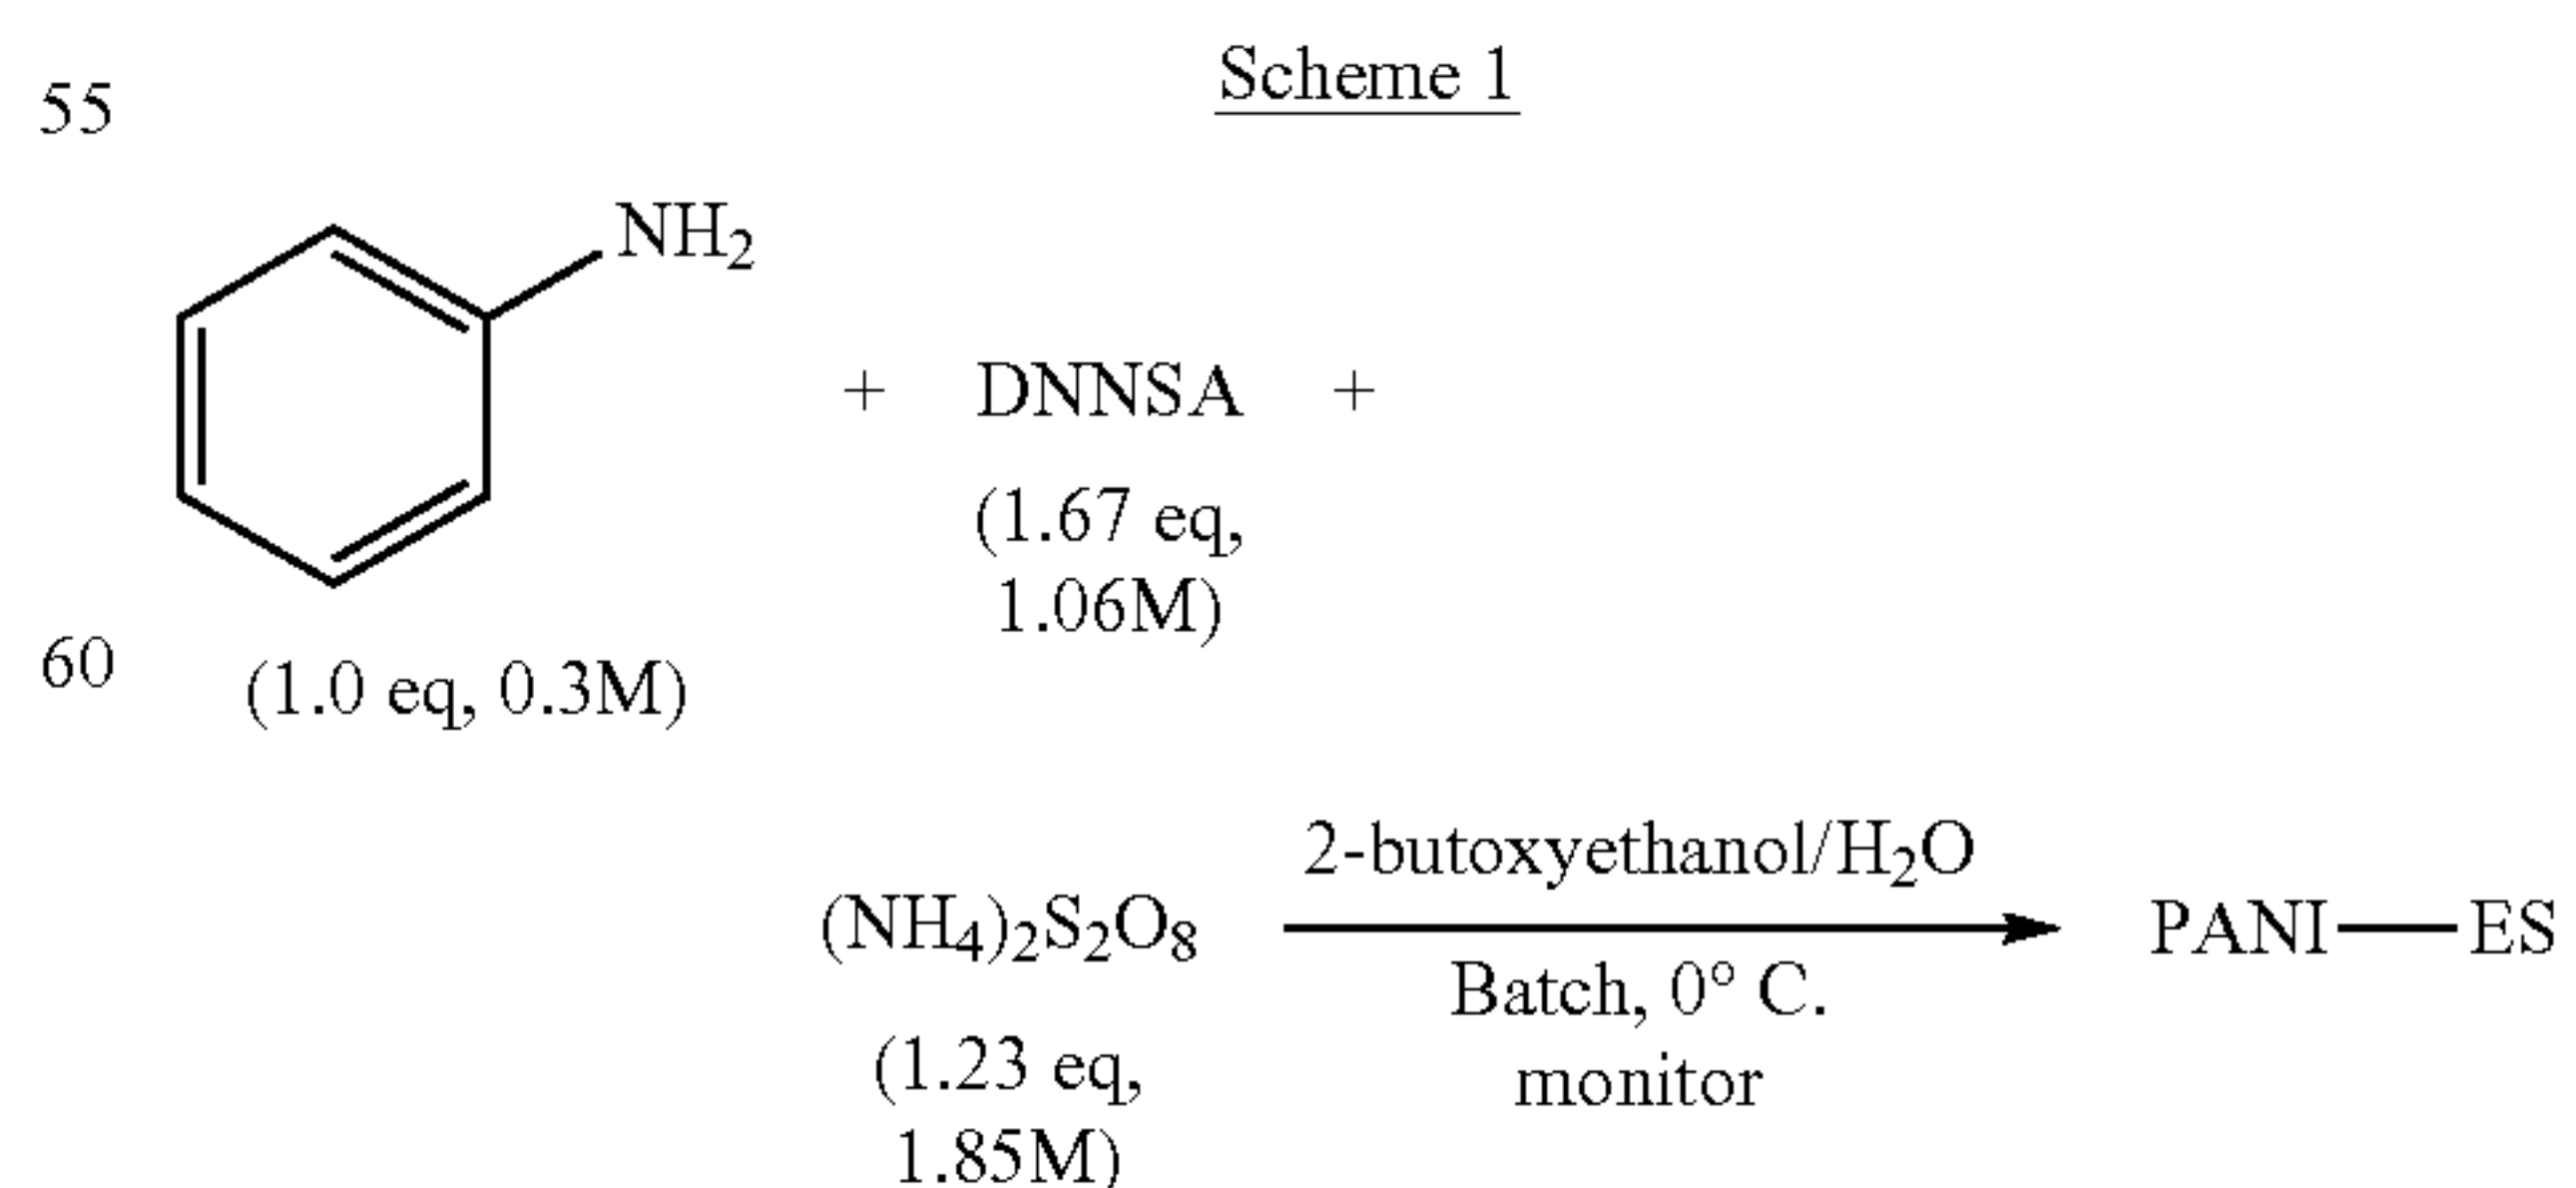 Scheme 1
55
NH2
+ DNNSA +
(1.67 eq,
1.06M)
60
(1.0 eq, 0.3M)
2-butoxyethanol/H2O
(NH4)2S2O8
PANI—ES
Batch, 0° C.
monitor
(1.23 eq,
1.85M)